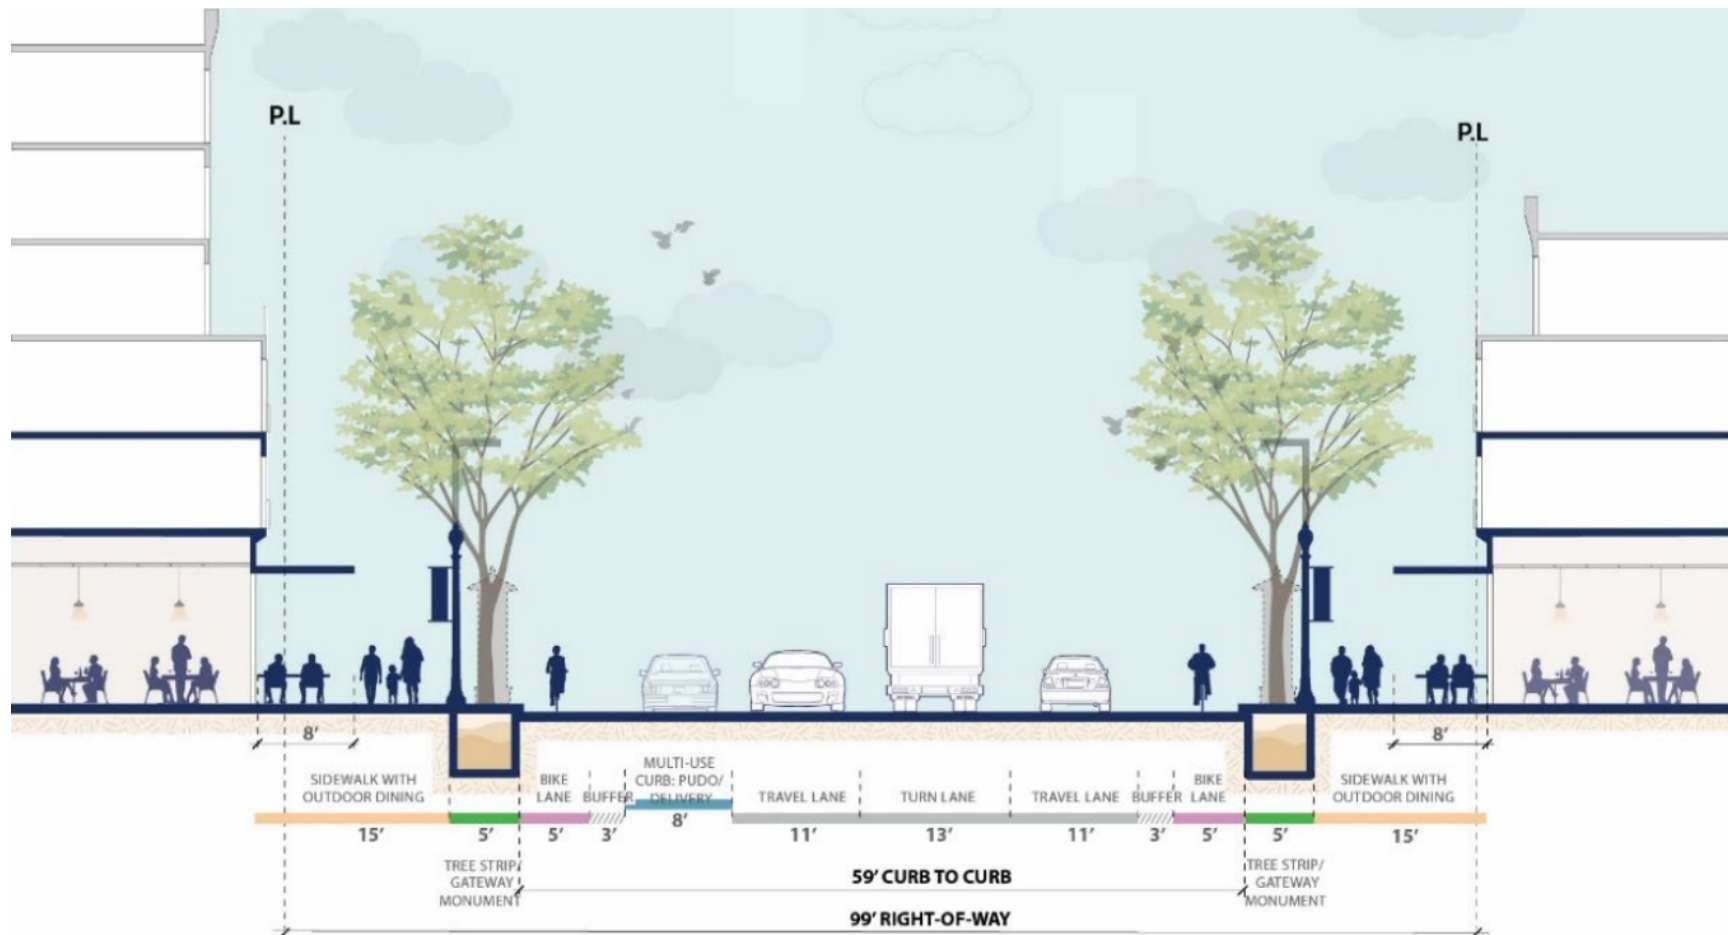 P.L
P.L
8'
8'
SIDEWALK WITH
OUTDOOR DINING
15'
5'
TREE STRIP/
GATEWAY
MONUMENT
BIKE
LANE
5'
BUFFER
3'
MULTI-USE
CURB: PUDO/
DELIVERY
8'
TRAVEL LANE
11'
TURN LANE
13'
TRAVEL LANE
11'
BUFFER
3'
BIKE
LANE
5'
5'
TREE STRIP/
GATEWAY
MONUMENT
SIDEWALK WITH
OUTDOOR DINING
15'
59' CURB TO CURB
99' RIGHT-OF-WAY